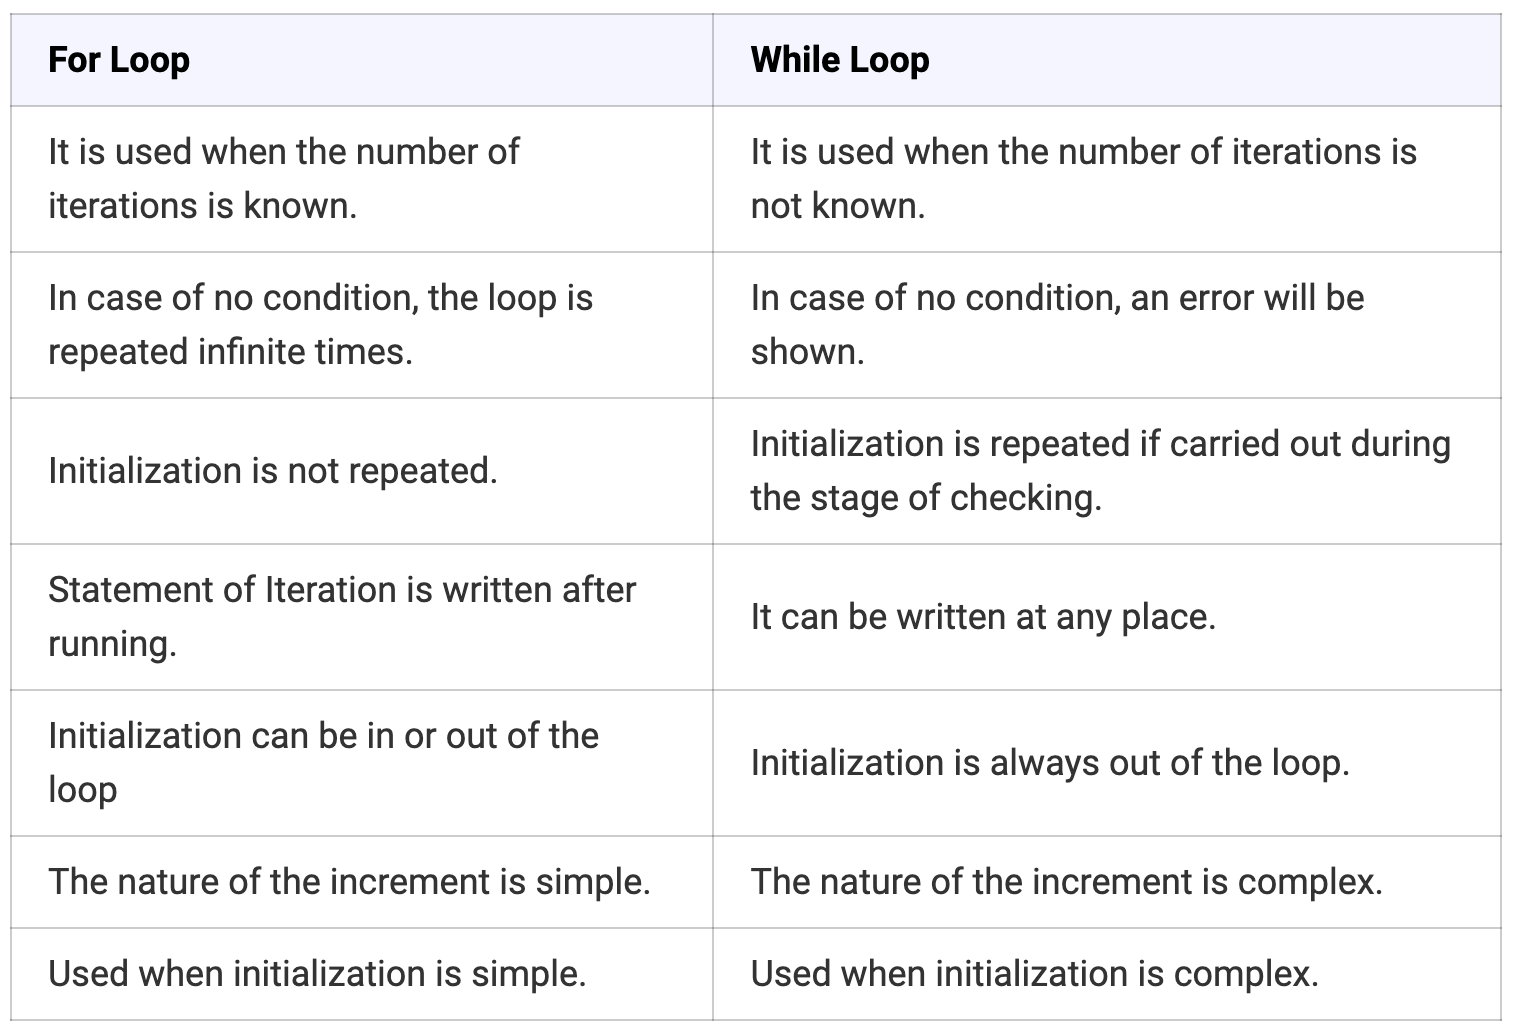 For Loop
While Loop
It is used when the number of
iterations is known.
It is used when the number of iterations is
not known.
In case of no condition, the loop is
repeated infinite times.
In case of no condition, an error will be
shown.
Initialization is not repeated.
Initialization is repeated if carried out during
the stage of checking.
Statement of Iteration is written after
running.
It can be written at any place.
Initialization can be in or out of the
loop
Initialization is always out of the loop.
The nature of the increment is simple.
The nature of the increment is complex.
Used when initialization is simple.
Used when initialization is complex.